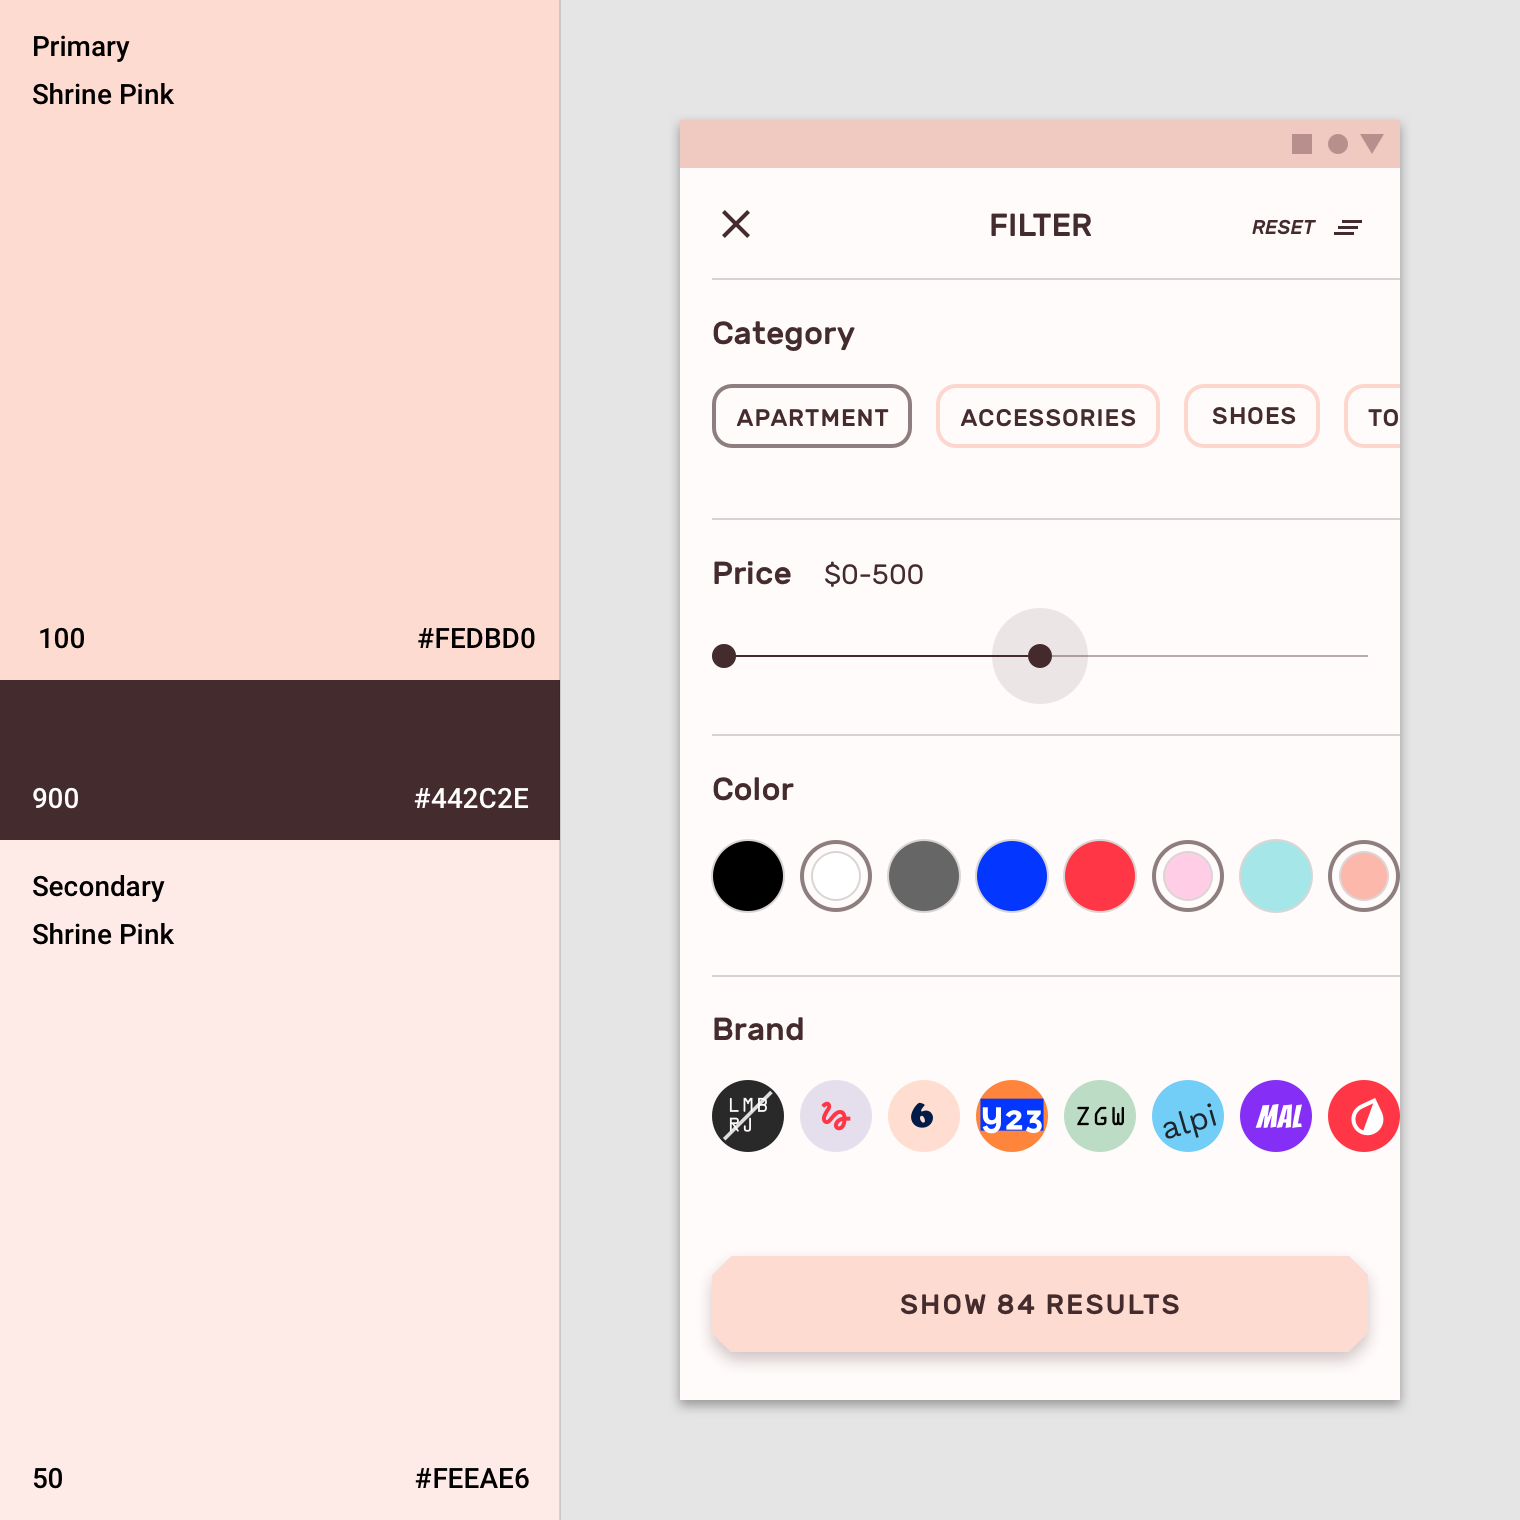 Primary
Shrine Pink
100 #FEDBD0
900 #442C2E
Secondary
Shrine Pink
50 #FEEAE6
FILTER RESET
Category
APARTMENT ACCESSORIES SHOES TO
Price $0-500
Color
Brand
LMB
RJ
6
y23
ZGW
alpi
MAL
SHOW 84 RESULTS